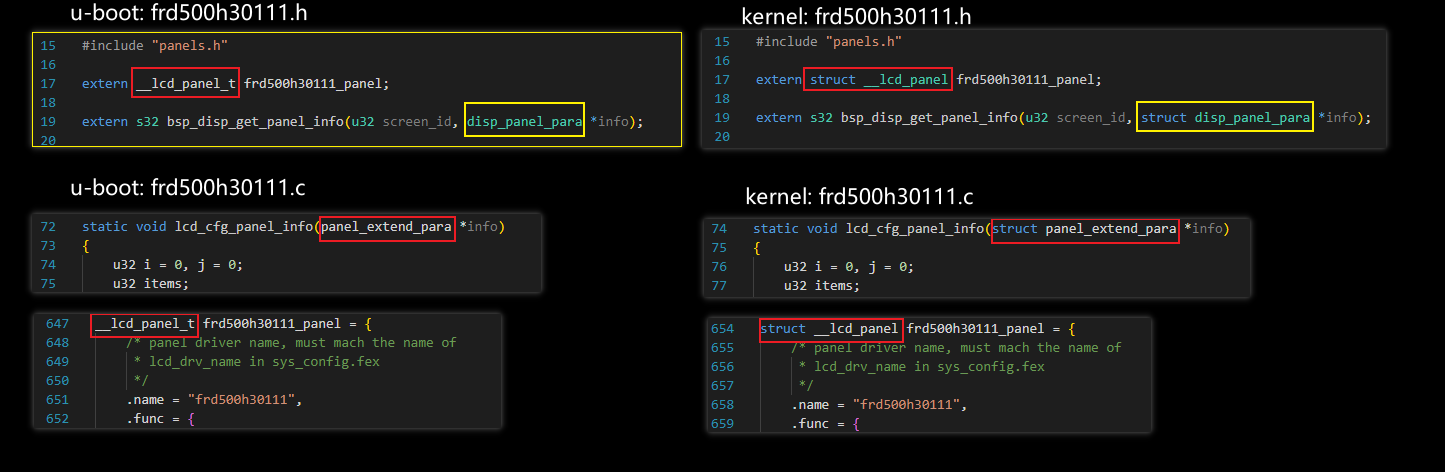 u-boot: frd500h30111.h
15 #include "panels.h"
16
17 extern __lcd_panel_t frd500h30111_panel;
18
19 extern s32 bsp_disp_get_panel_info(u32 screen_id, disp_panel_para *info);
20
kernel: frd500h30111.h
15 #include "panels.h"
16
17 extern struct __lcd_panel frd500h30111_panel;
18
19 extern s32 bsp_disp_get_panel_info(u32 screen_id, struct disp_panel_para *info);
20
u-boot: frd500h30111.c
72 static void lcd_cfg_panel_info(panel_extend_para *info)
73 {
74 u32 i = 0, j = 0;
75 u32 items;
647 __lcd_panel_t frd500h30111_panel = {
648 /* panel driver name, must mach the name of
649 * lcd_drv_name in sys_config.fex
650 */
651 .name = "frd500h30111",
652 .func = {
kernel: frd500h30111.c
74 static void lcd_cfg_panel_info(struct panel_extend_para *info)
75 {
76 u32 i = 0, j = 0;
77 u32 items;
654 struct __lcd_panel frd500h30111_panel = {
655 /* panel driver name, must mach the name of
656 * lcd_drv_name in sys_config.fex
657 */
658 .name = "frd500h30111",
659 .func = {